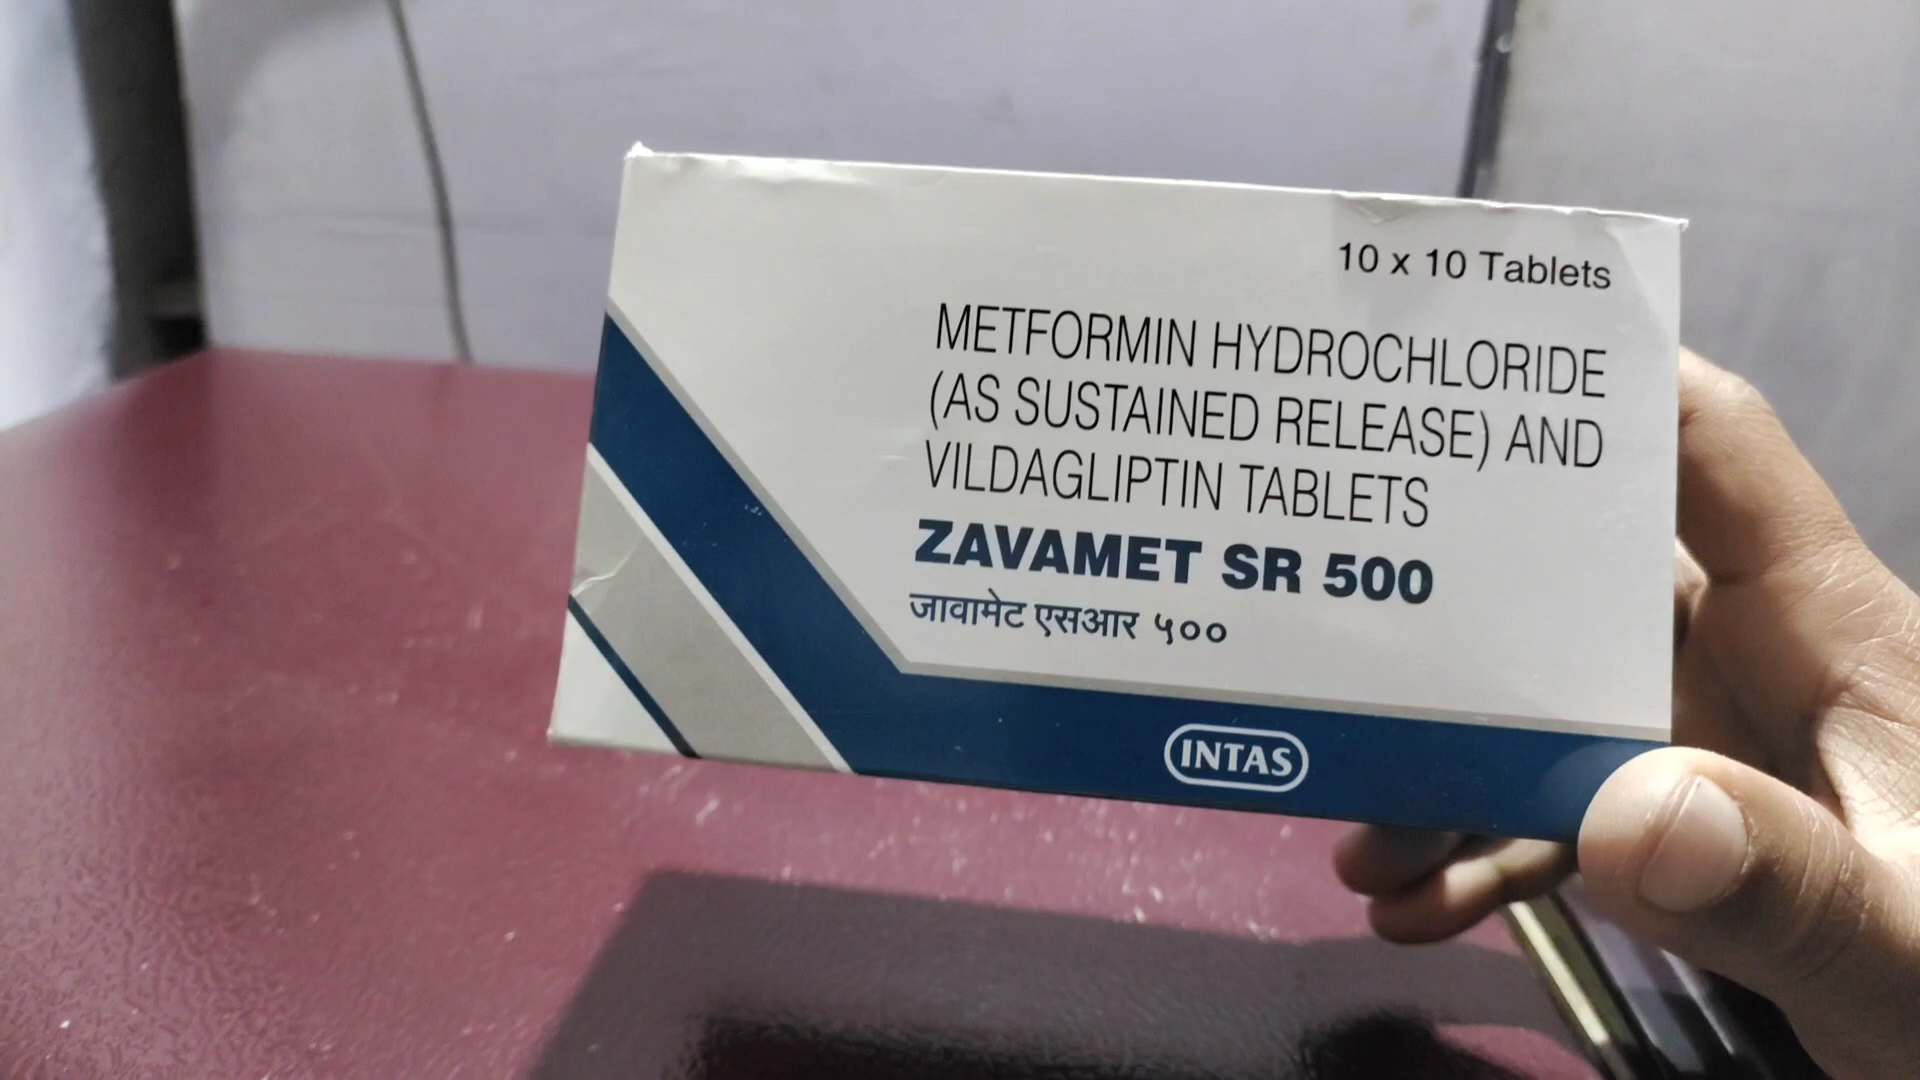 10 x 10 Tablets
METFORMIN HYDROCHLORIDE
(AS SUSTAINED RELEASE) AND
VILDAGLIPTIN TABLETS
ZAVAMET SR 500
जावामेट एसआर ५००
INTAS